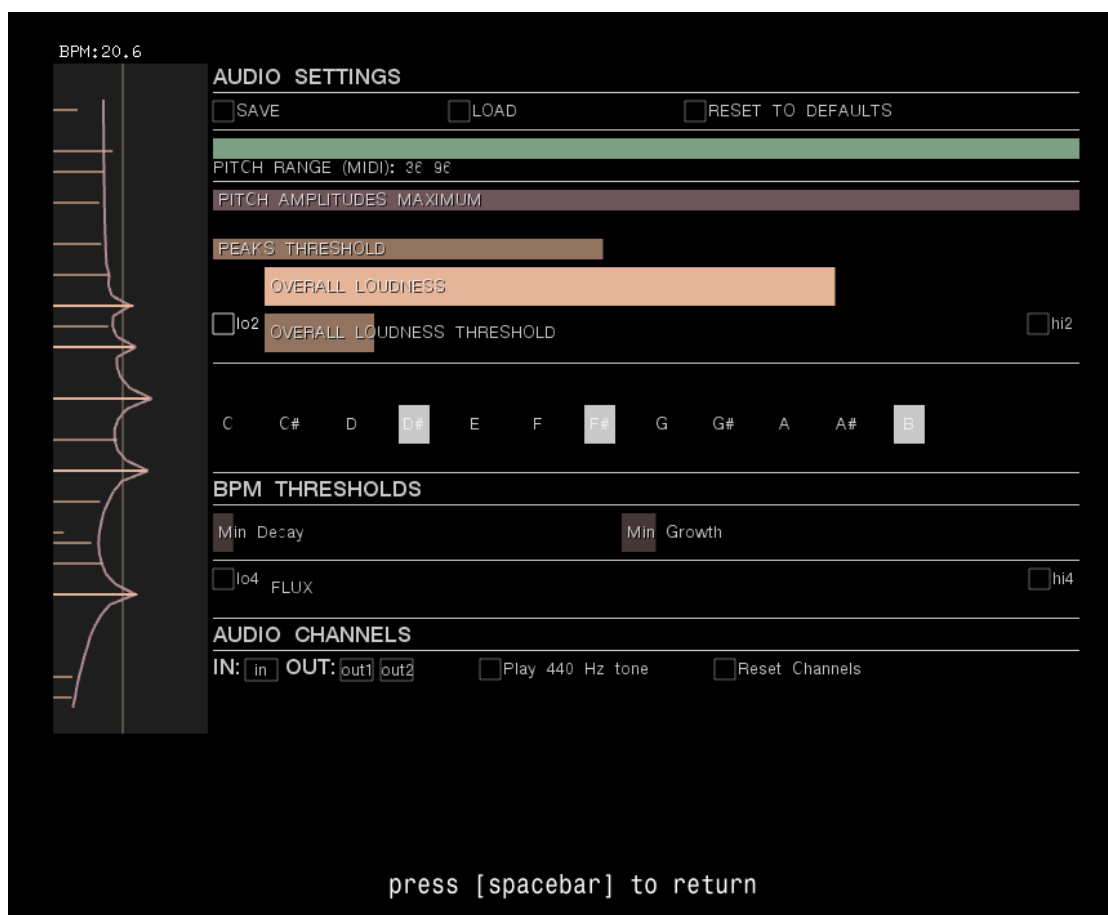 BPM:20.6
AUDIO SETTINGS
SAVE LOAD RESET TO DEFAULTS
PITCH RANGE (MIDI): 36 96
PITCH AMPLITUDES MAXIMUM
PEAKS THRESHOLD
OVERALL LOUDNESS
lo2 OVERALL LOUDNESS THRESHOLD hi2
C C# D D# E F F# G G# A A# B
BPM THRESHOLDS
Min Decay Min Growth
lo4 FLUX hi4
AUDIO CHANNELS
IN: in OUT: out1 out2 Play 440 Hz tone Reset Channels
press [spacebar] to return